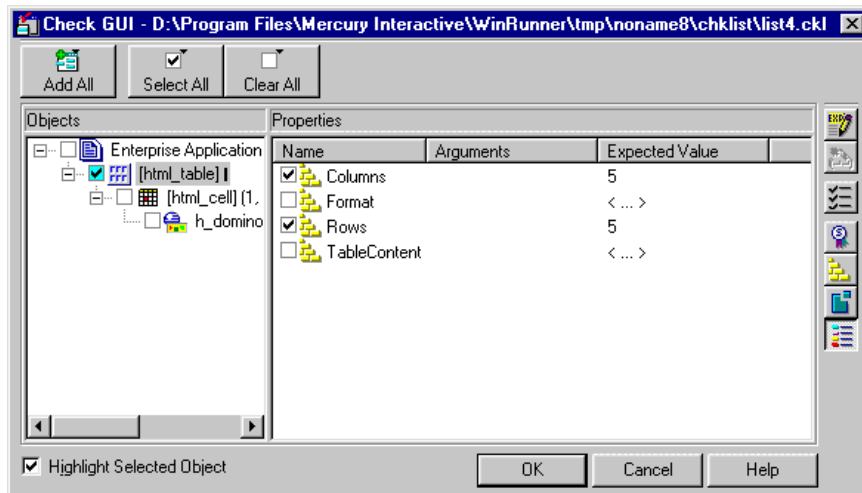 Check GUI - D:\Program Files\Mercury Interactive\WinRunner\tmp\noname8\chklist\list4.ckl
Add All Select All Clear All
Objects Properties
Enterprise Application
[html_table]
[html_cell] (1,
h_domino
Name Arguments Expected Value
Columns 5
Format < ... >
Rows 5
TableContent < ... >
EXP
Highlight Selected Object
OK Cancel Help